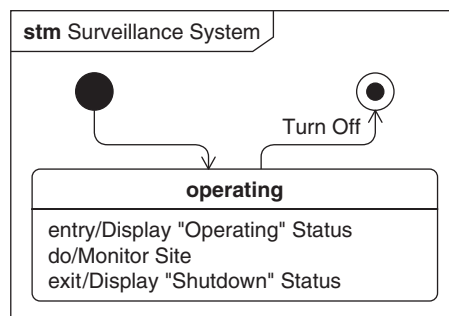 stm Surveillance System
Turn Off
operating
entry/Display "Operating" Status
do/Monitor Site
exit/Display "Shutdown" Status